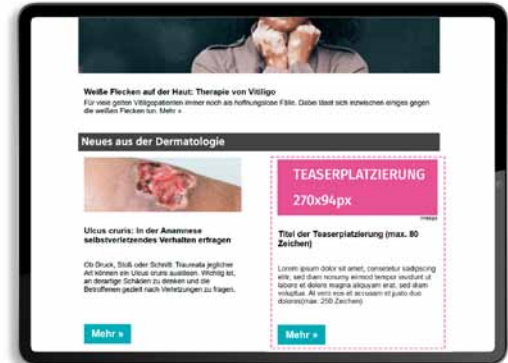 Weiße Flecken auf der Haut: Therapie von Vitiligo
Für viele gelten Vitiligopatienten immer noch als hoffnungslose Fälle. Dabei lässt sich inzwischen einiges gegen
die weißen Flecken tun. Mehr »
Neues aus der Dermatologie
Ulcus cruris: In der Anamnese
selbstverletzendes Verhalten erfragen
Ob Druck, Stoß oder Schnitt: Traumata jeglicher
Art können ein Ulcus cruris auslösen. Wichtig ist,
an derartige Schäden zu denken und die
Betroffenen gezielt nach Verletzungen zu fragen.
Mehr »
TEASERPLATZIERUNG
270x94px
Titel der Teaserplatzierung (max. 80
Zeichen)
Lorem ipsum dolor sit amet, consetetur sadipscing
elitr, sed diam nonumy eirmod tempor invidunt ut
labore et dolore magna aliquyam erat, sed diam
voluptua. At vero eos et accusam et justo duo
dolores(max. 250 Zeichen)
Mehr »